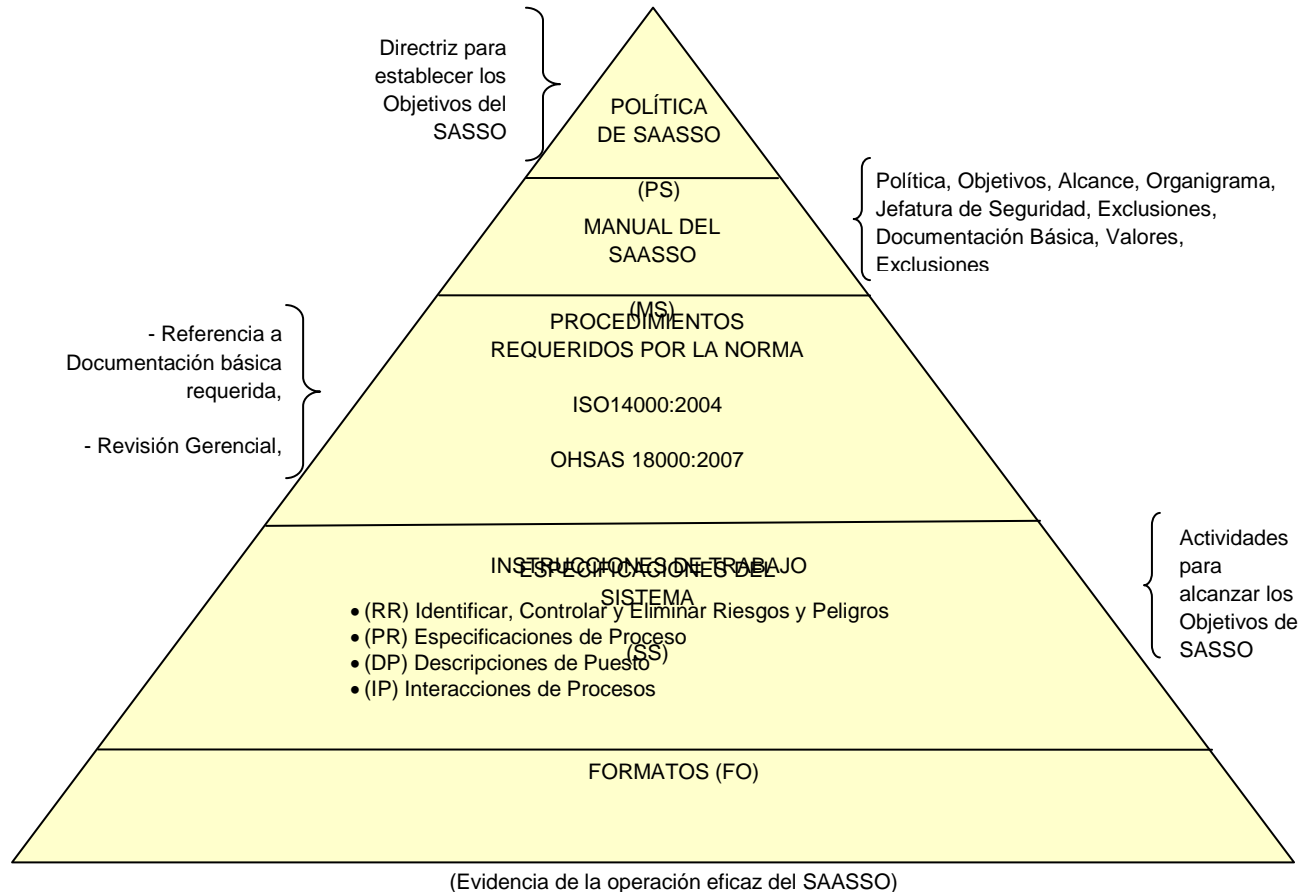 Directriz para
establecer los
Objetivos del
SASSO
POLÍTICA
DE SAASSO
(PS)
MANUAL DEL
SAASSO
Política, Objetivos, Alcance, Organigrama,
Jefatura de Seguridad, Exclusiones,
Documentación Básica, Valores,
Exclusiones
(MS)
PROCEDIMIENTOS
REQUERIDOS POR LA NORMA
ISO14000:2004
OHSAS 18000:2007
- Referencia a
Documentación básica
requerida,
- Revisión Gerencial,
INSTRUCCIONES DE TRABAJO
ESPECIFICACIONES DEL
SISTEMA
(SS)
• (RR) Identificar, Controlar y Eliminar Riesgos y Peligros
• (PR) Especificaciones de Proceso
• (DP) Descripciones de Puesto
• (IP) Interacciones de Procesos
Actividades
para
alcanzar los
Objetivos de
SASSO
FORMATOS (FO)
(Evidencia de la operación eficaz del SAASSO)